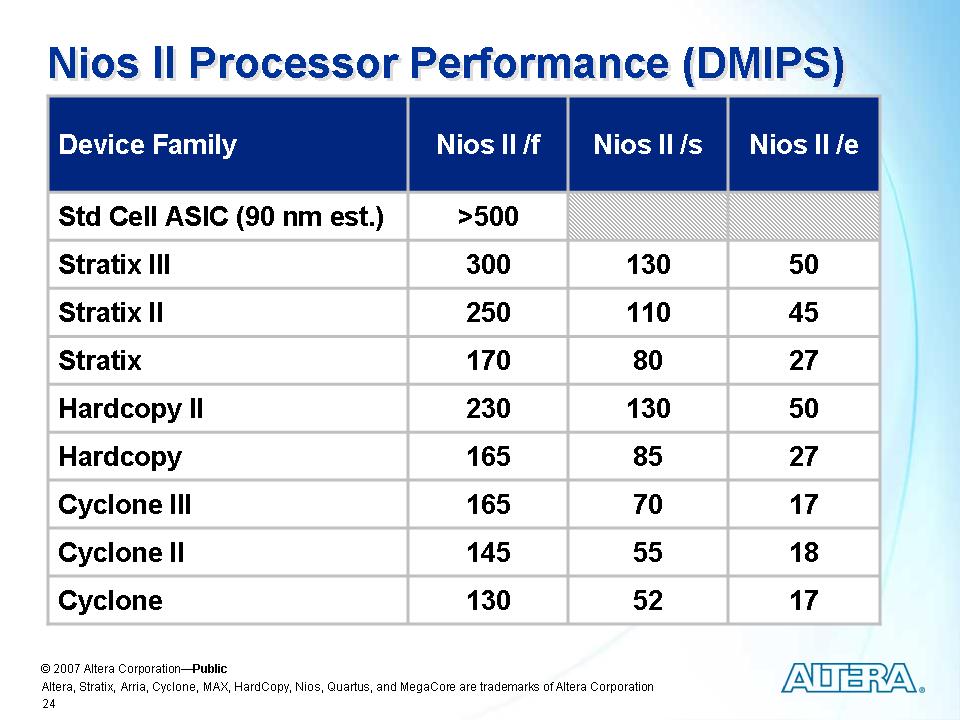 Nios II Processor Performance (DMIPS)
Device Family Nios II /f Nios II /s Nios II /e
Std Cell ASIC (90 nm est.) >500
Stratix III 300 130 50
Stratix II 250 110 45
Stratix 170 80 27
Hardcopy II 230 130 50
Hardcopy 165 85 27
Cyclone III 165 70 17
Cyclone II 145 55 18
Cyclone 130 52 17
© 2007 Altera Corporation—Public
Altera, Stratix, Arria, Cyclone, MAX, HardCopy, Nios, Quartus, and MegaCore are trademarks of Altera Corporation
24
ALTERA®